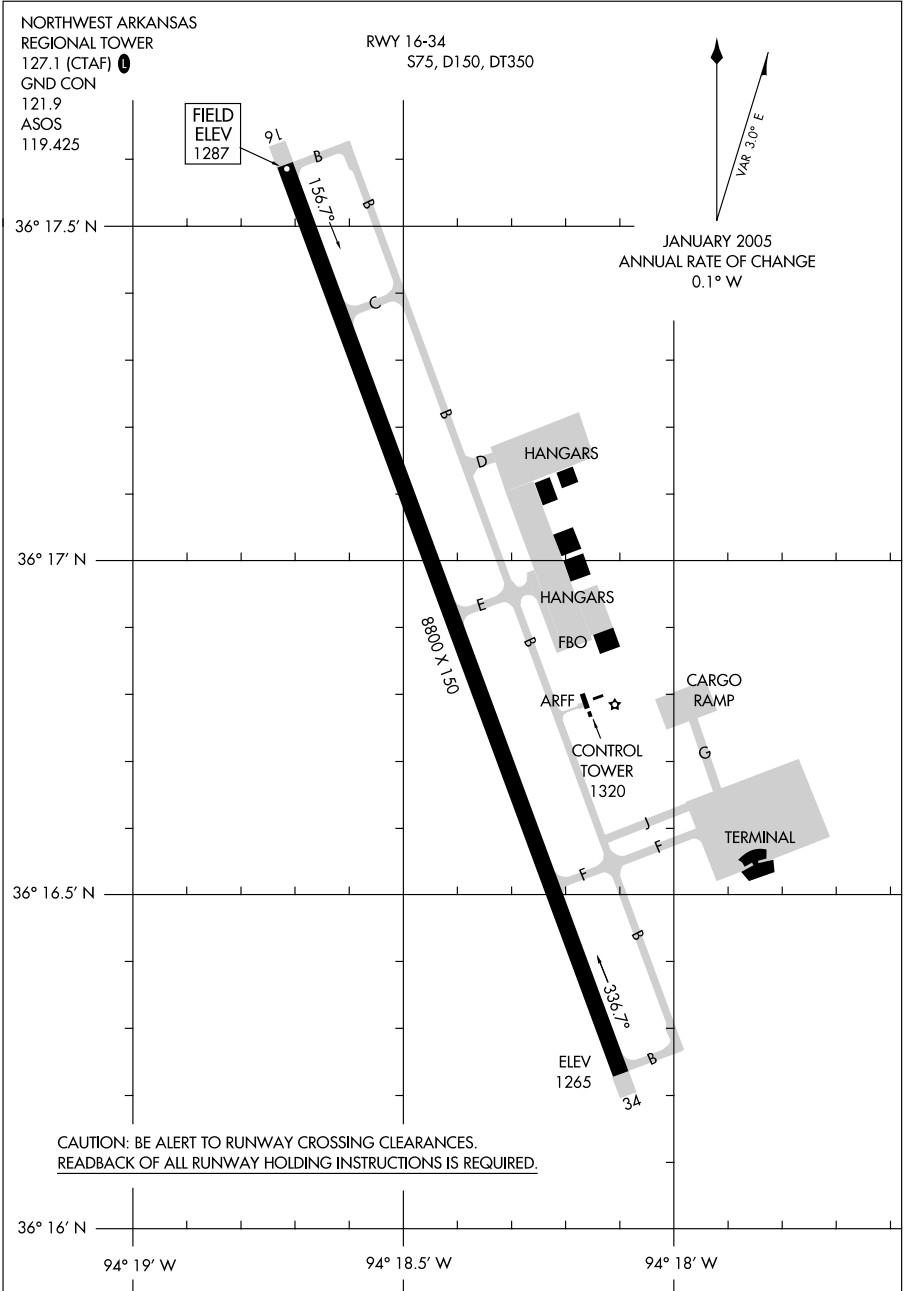 NORTHWEST ARKANSAS
REGIONAL TOWER
127.1 (CTAF) L
GND CON
121.9
ASOS
119.425
RWY 16-34
S75, D150, DT350
VAR 3.0° E
JANUARY 2005
ANNUAL RATE OF CHANGE
0.1° W
FIELD
ELEV
1287
16
B
156.7°
B
36° 17.5' N
C
B
D
HANGARS
36° 17' N
E
HANGARS
8800 X 150
B
FBO
ARFF
CARGO
RAMP
CONTROL
TOWER
1320
G
J
TERMINAL
F
F
36° 16.5' N
B
336.7°
B
ELEV
1265
34
CAUTION: BE ALERT TO RUNWAY CROSSING CLEARANCES.
READBACK OF ALL RUNWAY HOLDING INSTRUCTIONS IS REQUIRED.
36° 16' N
94° 19' W
94° 18.5' W
94° 18' W